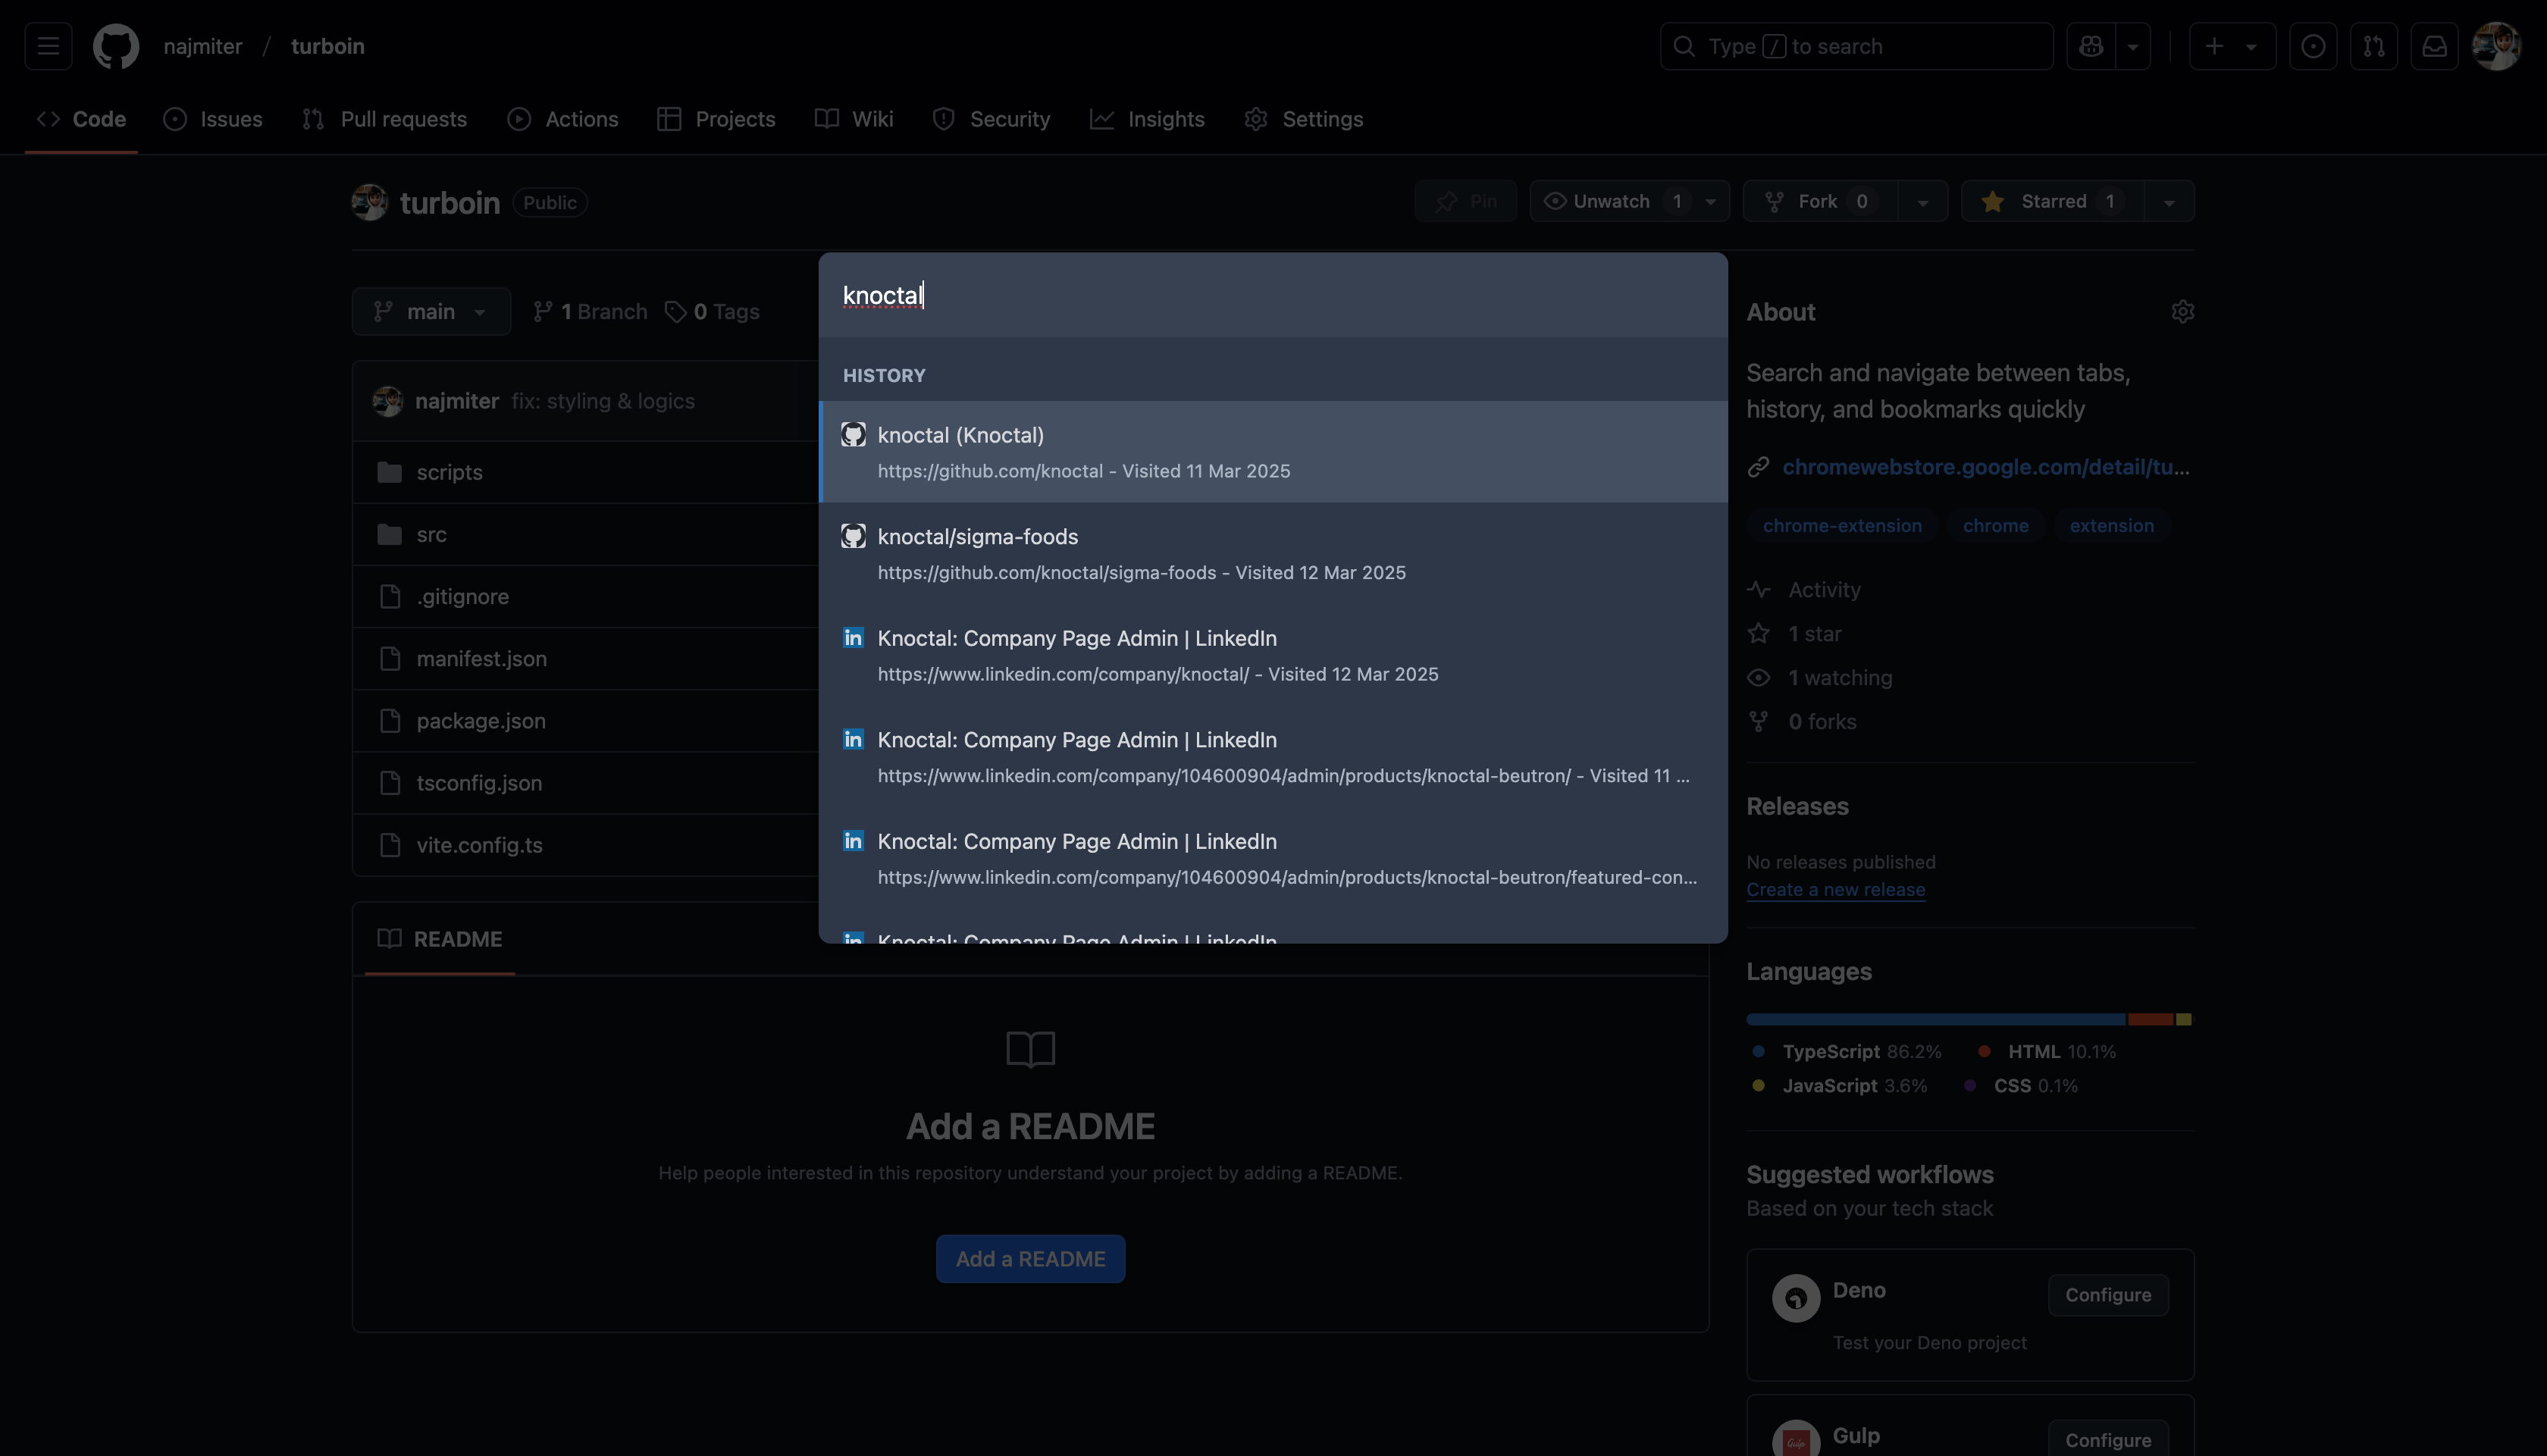 najmiter / turboin
Type / to search
Code
Issues
Pull requests
Actions
Projects
Wiki
Security
Insights
Settings
turboin Public
Pin
Unwatch 1
Fork 0
Starred 1
main
1 Branch
0 Tags
najmiter fix: styling & logics
scripts
src
.gitignore
manifest.json
package.json
tsconfig.json
vite.config.ts
knoctal
HISTORY
knoctal (Knoctal)
https://github.com/knoctal - Visited 11 Mar 2025
knoctal/sigma-foods
https://github.com/knoctal/sigma-foods - Visited 12 Mar 2025
Knoctal: Company Page Admin | LinkedIn
https://www.linkedin.com/company/knoctal/ - Visited 12 Mar 2025
Knoctal: Company Page Admin | LinkedIn
https://www.linkedin.com/company/104600904/admin/products/knoctal-beutron/ - Visited 11 ...
Knoctal: Company Page Admin | LinkedIn
https://www.linkedin.com/company/104600904/admin/products/knoctal-beutron/featured-con...
Knoctal: Company Page Admin | LinkedIn
README
Add a README
Help people interested in this repository understand your project by adding a README.
Add a README
About
Search and navigate between tabs,
history, and bookmarks quickly
chromewebstore.google.com/detail/tu...
chrome-extension
chrome
extension
Activity
1 star
1 watching
0 forks
Releases
No releases published
Create a new release
Languages
TypeScript 86.2%
HTML 10.1%
JavaScript 3.6%
CSS 0.1%
Suggested workflows
Based on your tech stack
Deno
Configure
Test your Deno project
Gulp
Gulp
Configure